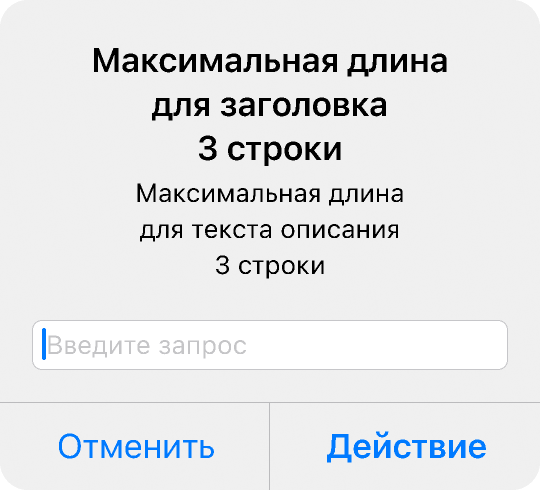 Максимальная длина
для заголовка
3 строки
Максимальная длина
для текста описания
3 строки
Введите запрос
Отменить
Действие